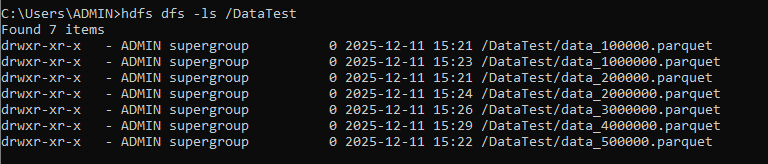 C:\Users\ADMIN>hdfs dfs -ls /DataTest
Found 7 items
drwxr-xr-x   - ADMIN supergroup          0 2025-12-11 15:21 /DataTest/data_100000.parquet
drwxr-xr-x   - ADMIN supergroup          0 2025-12-11 15:23 /DataTest/data_1000000.parquet
drwxr-xr-x   - ADMIN supergroup          0 2025-12-11 15:21 /DataTest/data_200000.parquet
drwxr-xr-x   - ADMIN supergroup          0 2025-12-11 15:24 /DataTest/data_2000000.parquet
drwxr-xr-x   - ADMIN supergroup          0 2025-12-11 15:26 /DataTest/data_3000000.parquet
drwxr-xr-x   - ADMIN supergroup          0 2025-12-11 15:29 /DataTest/data_4000000.parquet
drwxr-xr-x   - ADMIN supergroup          0 2025-12-11 15:22 /DataTest/data_500000.parquet